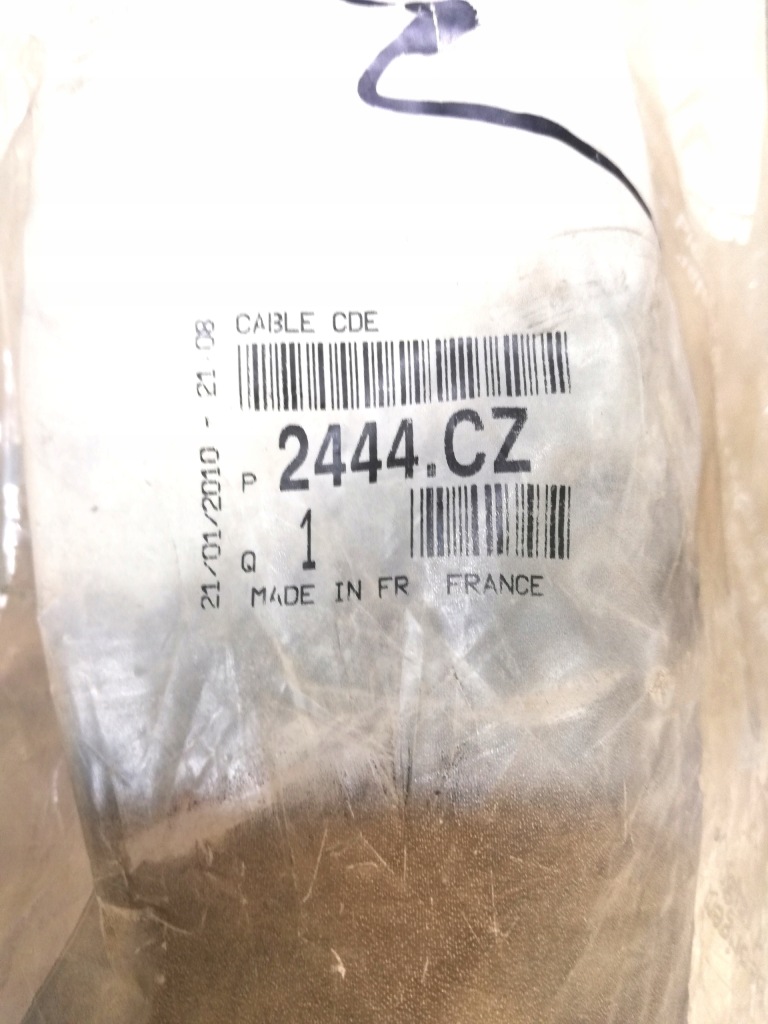 CABLE CDE
P 2444.CZ
Q 1
MADE IN FR FRANCE
21/01/2010 - 21:08